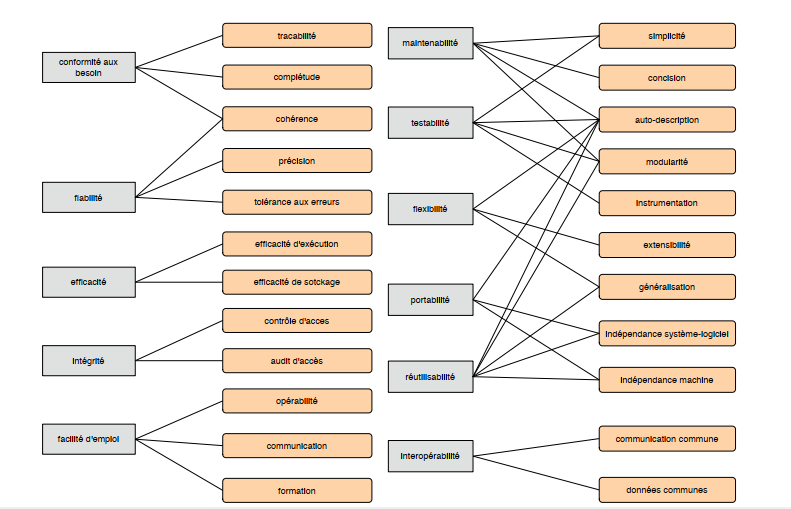 conformité aux
besoin
tracabilité
complétude
cohérence
fiabilité
précision
tolérance aux erreurs
efficacité
efficacité d'exécution
efficacité de sotckage
intégrité
contrôle d'acces
audit d'accès
facilité d'emploi
opérabilité
communication
formation
maintenabilité
simplicité
concision
testabilité
auto-description
modularité
instrumentation
flexibilité
extensibilité
généralisation
portabilité
indépendance système-logiciel
réutilisabilité
indépendance machine
interopérabilité
communication commune
données communes